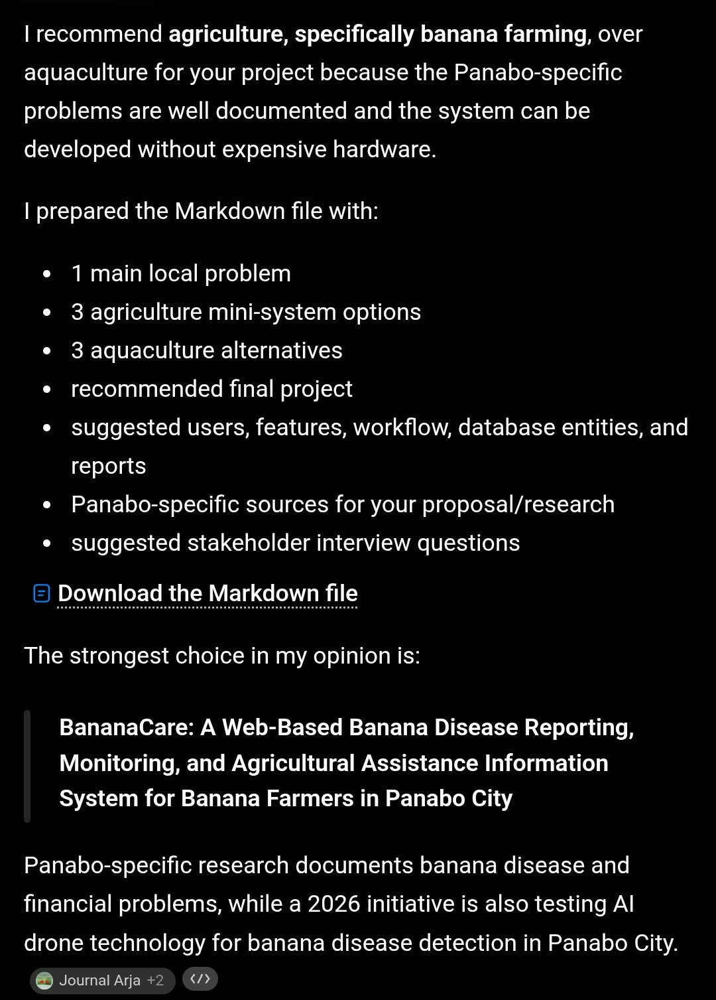 I recommend agriculture, specifically banana farming, over
aquaculture for your project because the Panabo-specific
problems are well documented and the system can be
developed without expensive hardware.
I prepared the Markdown file with:
• 1 main local problem
• 3 agriculture mini-system options
• 3 aquaculture alternatives
• recommended final project
• suggested users, features, workflow, database entities, and
reports
• Panabo-specific sources for your proposal/research
• suggested stakeholder interview questions
Download the Markdown file
The strongest choice in my opinion is:
BananaCare: A Web-Based Banana Disease Reporting,
Monitoring, and Agricultural Assistance Information
System for Banana Farmers in Panabo City
Panabo-specific research documents banana disease and
financial problems, while a 2026 initiative is also testing AI
drone technology for banana disease detection in Panabo City.
Journal Arja +2 </>